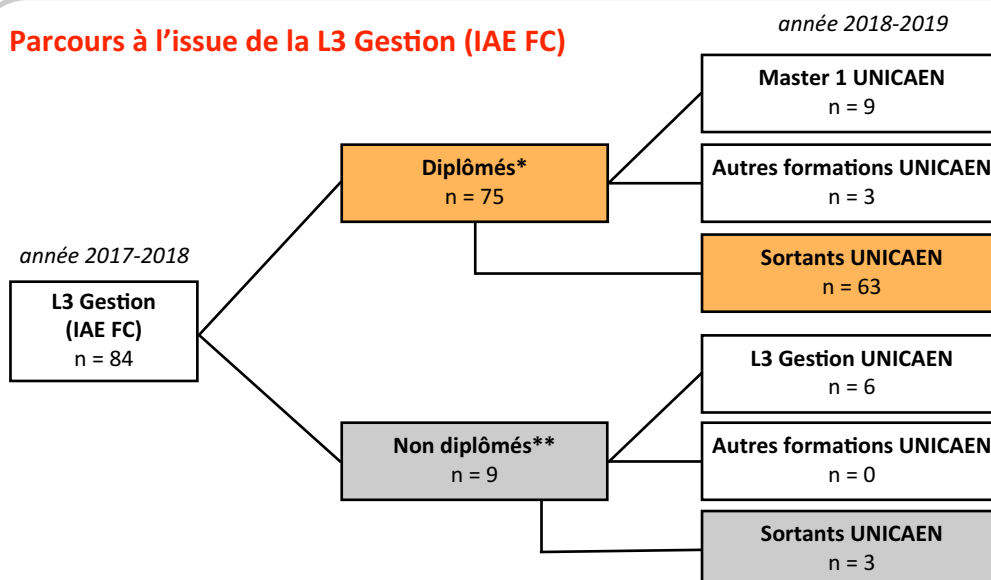 Parcours à l'issue de la L3 Gestion (IAE FC)
année 2018-2019
Master 1 UNICAEN
n = 9
Diplômés*
n = 75
Autres formations UNICAEN
n = 3
année 2017-2018
Sortants UNICAEN
n = 63
L3 Gestion
(IAE FC)
n = 84
L3 Gestion UNICAEN
n = 6
Non diplômés**
n = 9
Autres formations UNICAEN
n = 0
Sortants UNICAEN
n = 3